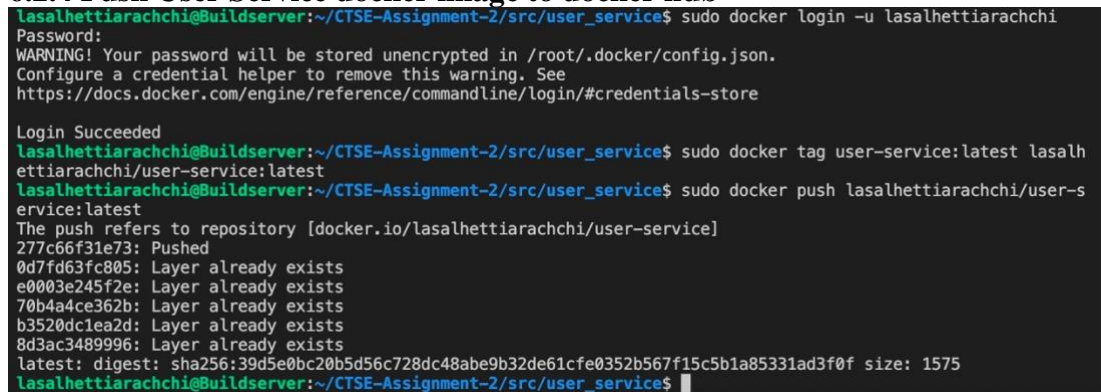 lasalhettiarachchi@Buildserver:~/CTSE-Assignment-2/src/user_service$ sudo docker login -u lasalhettiarachchi
Password:
WARNING! Your password will be stored unencrypted in /root/.docker/config.json.
Configure a credential helper to remove this warning. See
https://docs.docker.com/engine/reference/commandline/login/#credentials-store
Login Succeeded
lasalhettiarachchi@Buildserver:~/CTSE-Assignment-2/src/user_service$ sudo docker tag user-service:latest lasalh
ettiarachchi/user-service:latest
lasalhettiarachchi@Buildserver:~/CTSE-Assignment-2/src/user_service$ sudo docker push lasalhettiarachchi/user-s
ervice:latest
The push refers to repository [docker.io/lasalhettiarachchi/user-service]
277c66f31e73: Pushed
0d7fd63fc805: Layer already exists
e0003e245f2e: Layer already exists
70b4a4ce362b: Layer already exists
b3520dc1ea2d: Layer already exists
8d3ac3489996: Layer already exists
latest: digest: sha256:39d5e0bc20b5d56c728dc48abe9b32de61cfe0352b567f15c5b1a85331ad3f0f size: 1575
lasalhettiarachchi@Buildserver:~/CTSE-Assignment-2/src/user_service$